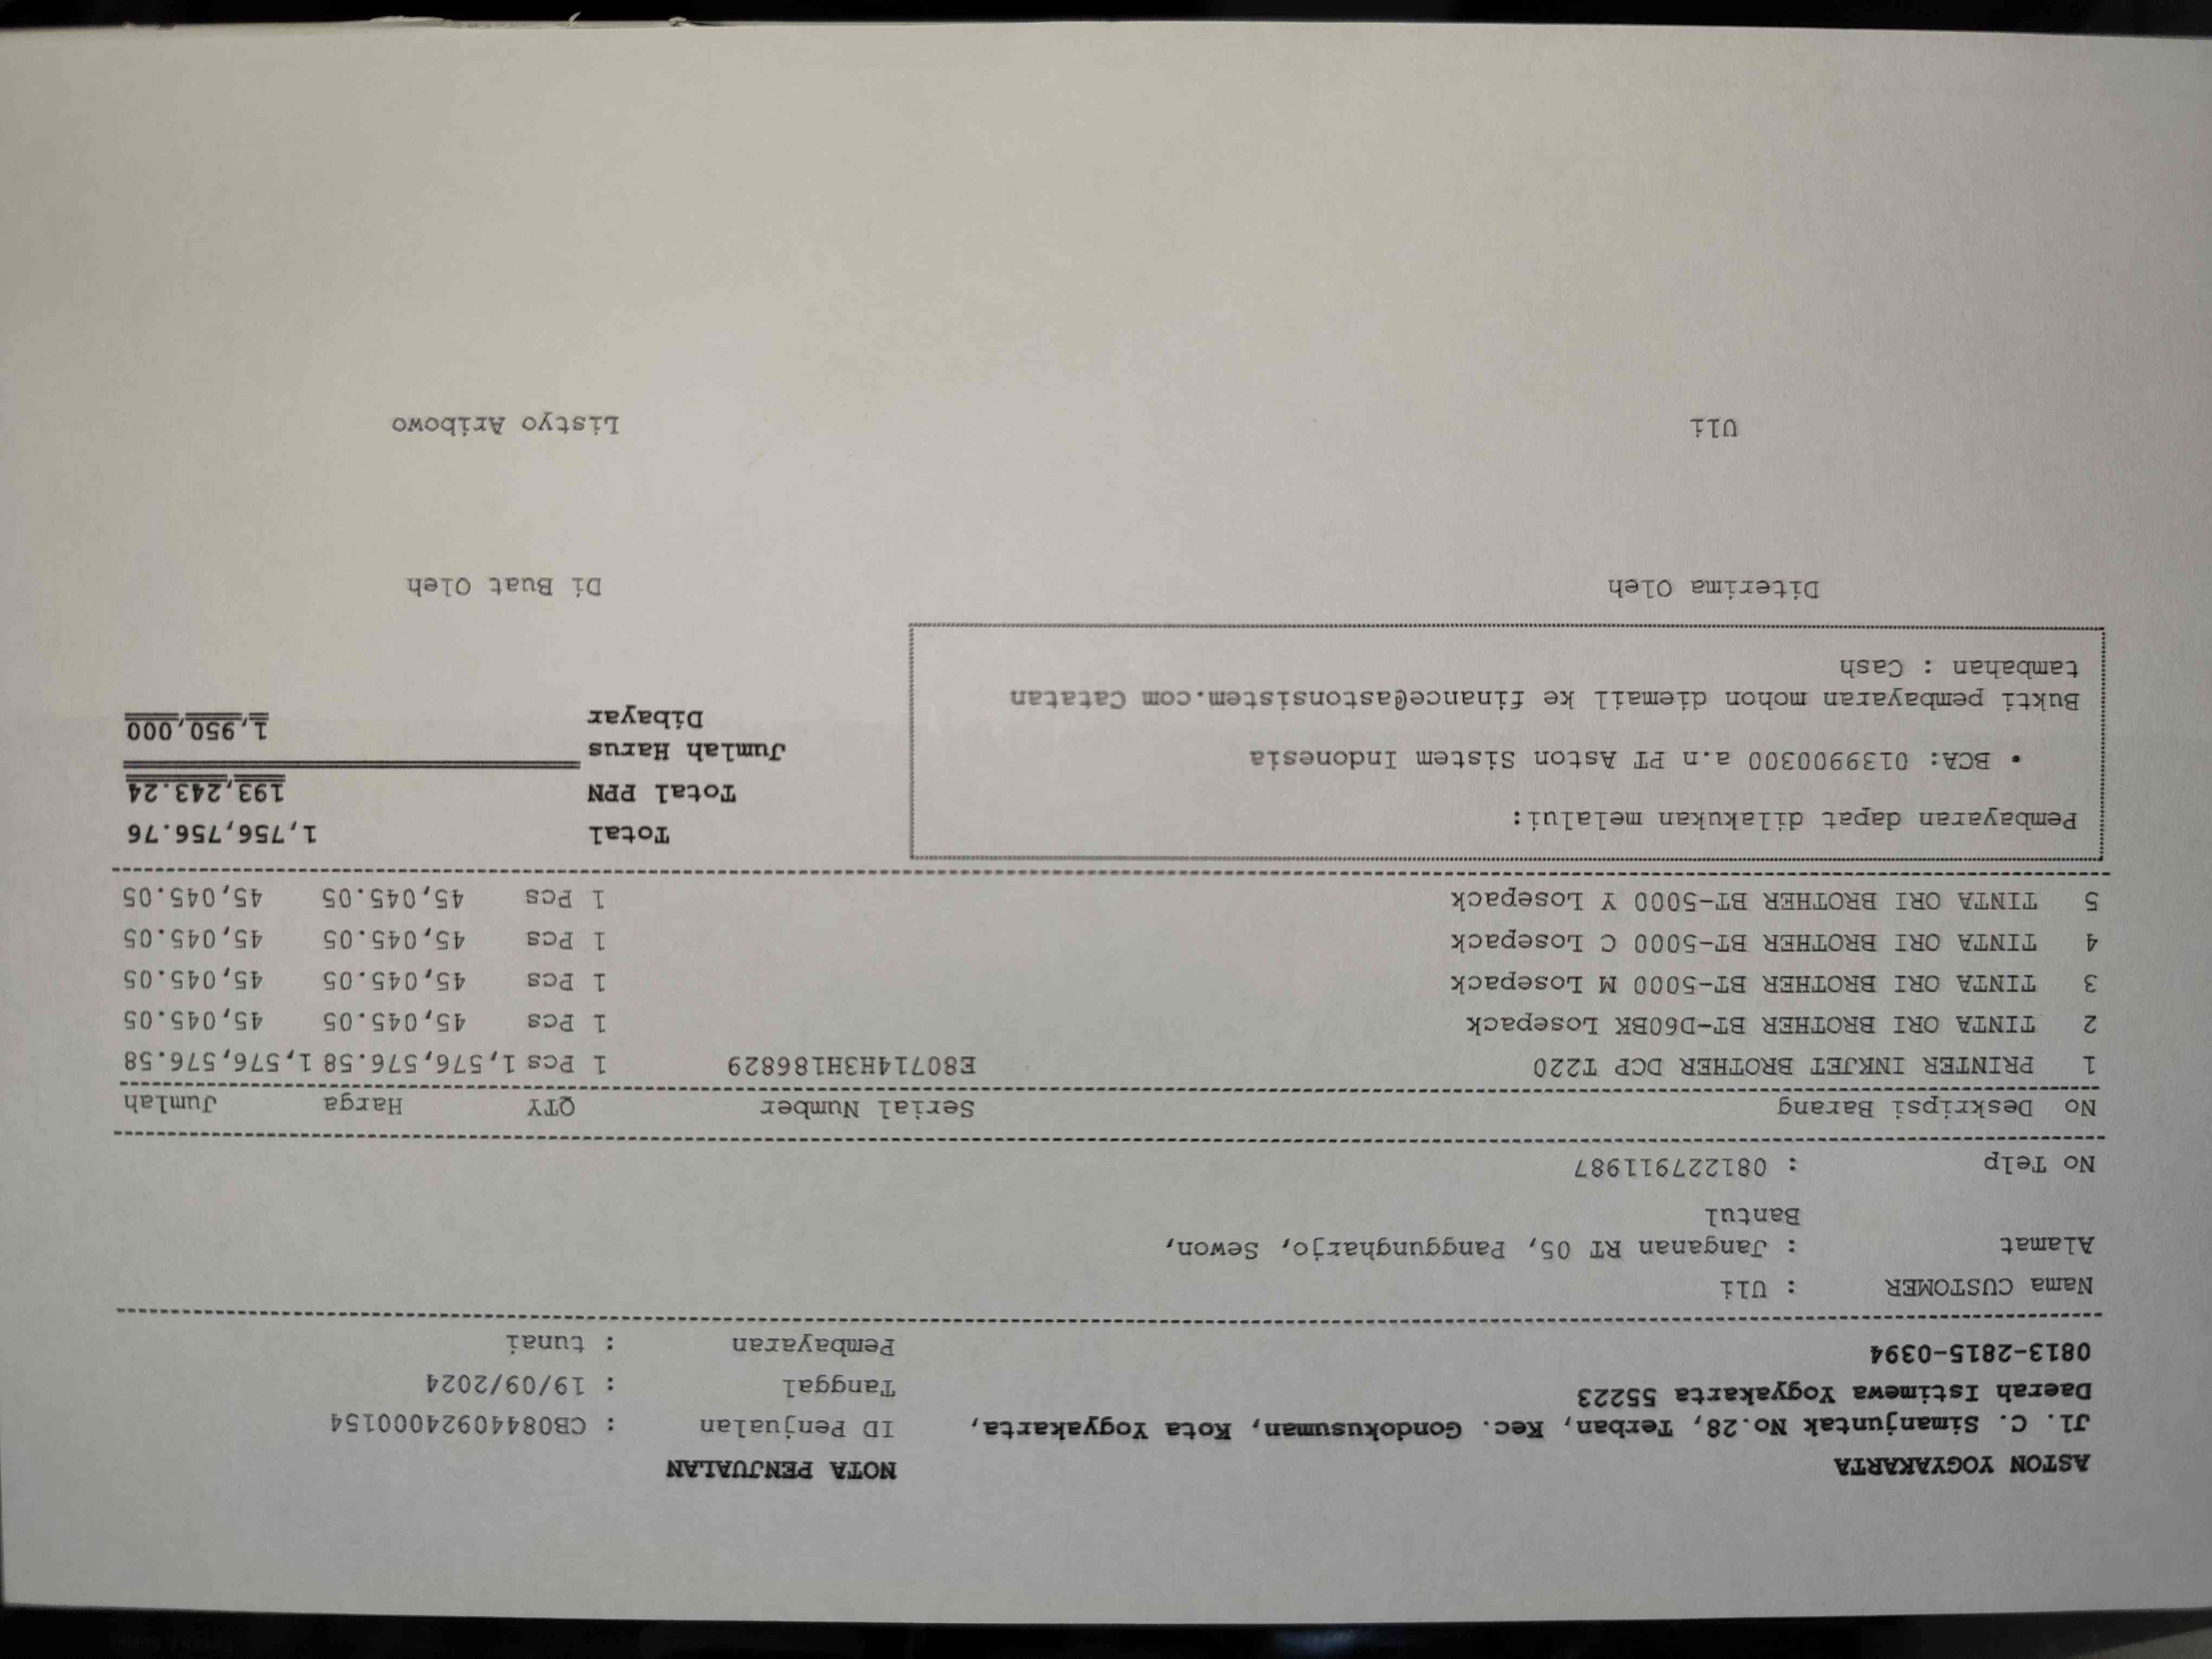 ASTON YOGYAKARTA
Jl. C. Simanjuntak No.28, Terban, Kec. Gondokusuman, Kota Yogyakarta,
Daerah Istimewa Yogyakarta 55223
0813-2815-0394
NOTA PENJUALAN
ID Penjualan : CB0844092400​0154
Tanggal : 19/09/2024
Pembayaran : tunai
Nama CUSTOMER : Uli
Alamat : Janganan RT 05, Panggungharjo, Sewon,
Bantul
No Telp : 081227911987
No Deskripsi Barang Serial Number QTY Harga Jumlah
1 PRINTER INKJET BROTHER DCP T220 E80714H3H186829 1 Pcs 1,576,576.58 1,576,576.58
2 TINTA ORI BROTHER BT-D60BK Losepack 1 Pcs 45,045.05 45,045.05
3 TINTA ORI BROTHER BT-5000 M Losepack 1 Pcs 45,045.05 45,045.05
4 TINTA ORI BROTHER BT-5000 C Losepack 1 Pcs 45,045.05 45,045.05
5 TINTA ORI BROTHER BT-5000 Y Losepack 1 Pcs 45,045.05 45,045.05
Pembayaran dapat dilakukan melalui:
• BCA: 0139900300 a.n PT Aston Sistem Indonesia
Bukti pembayaran mohon diemail ke finance@astonsistem.com Catatan
tambahan : Cash
Total 1,756,756.76
Total PPN 193,243.24
Jumlah Harus
Dibayar 1,950,000
Diterima Oleh Di Buat Oleh
Uli Listyo Aribowo